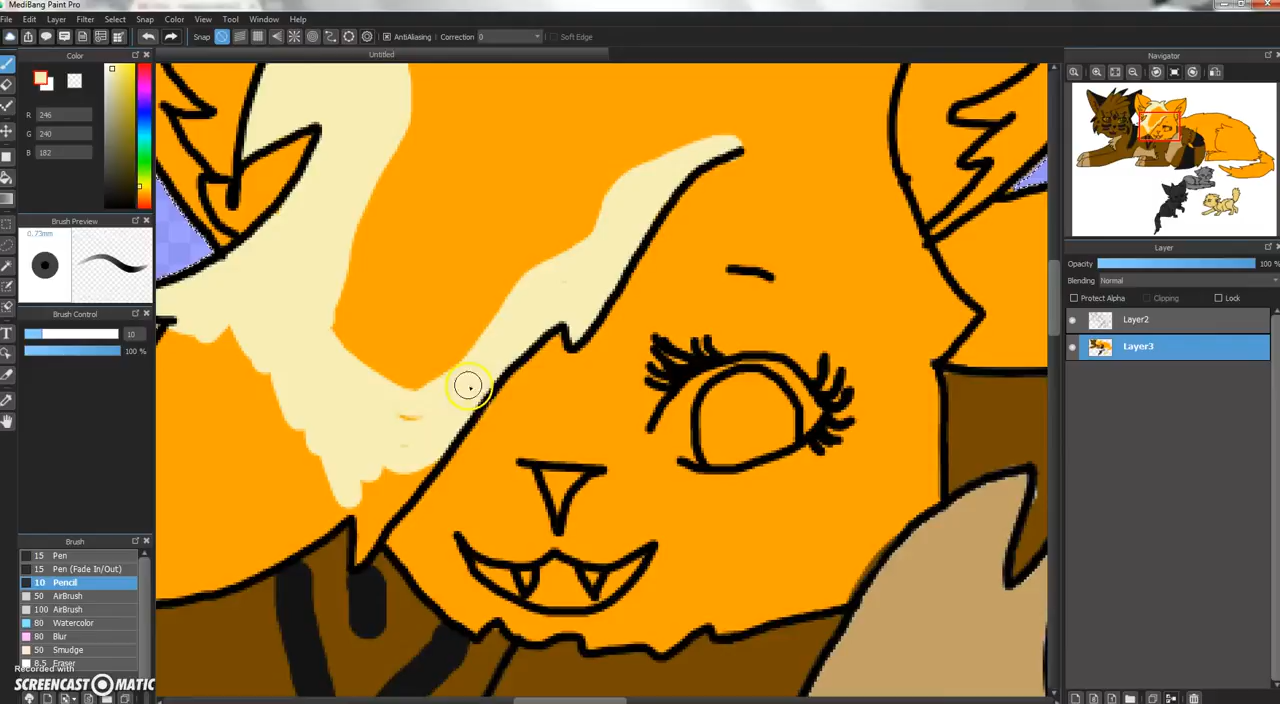 MediBang Paint Pro
File Edit Layer Filter Select Snap Color View Tool Window Help
Snap AntiAliasing Correction 0 Soft Edge
Untitled
Color
R 246
G 240
B 182
Brush Preview
0.73mm
Brush Control
10
100 %
Brush
15 Pen
15 Pen (Fade In/Out)
10 Pencil
50 AirBrush
100 AirBrush
80 Watercolor
80 Blur
50 Smudge
8.5 Eraser
Recorded with
SCREENCAST MATIC
Navigator
Layer
Opacity 100 %
Blending Normal
Protect Alpha Clipping Lock
Layer2
Layer3